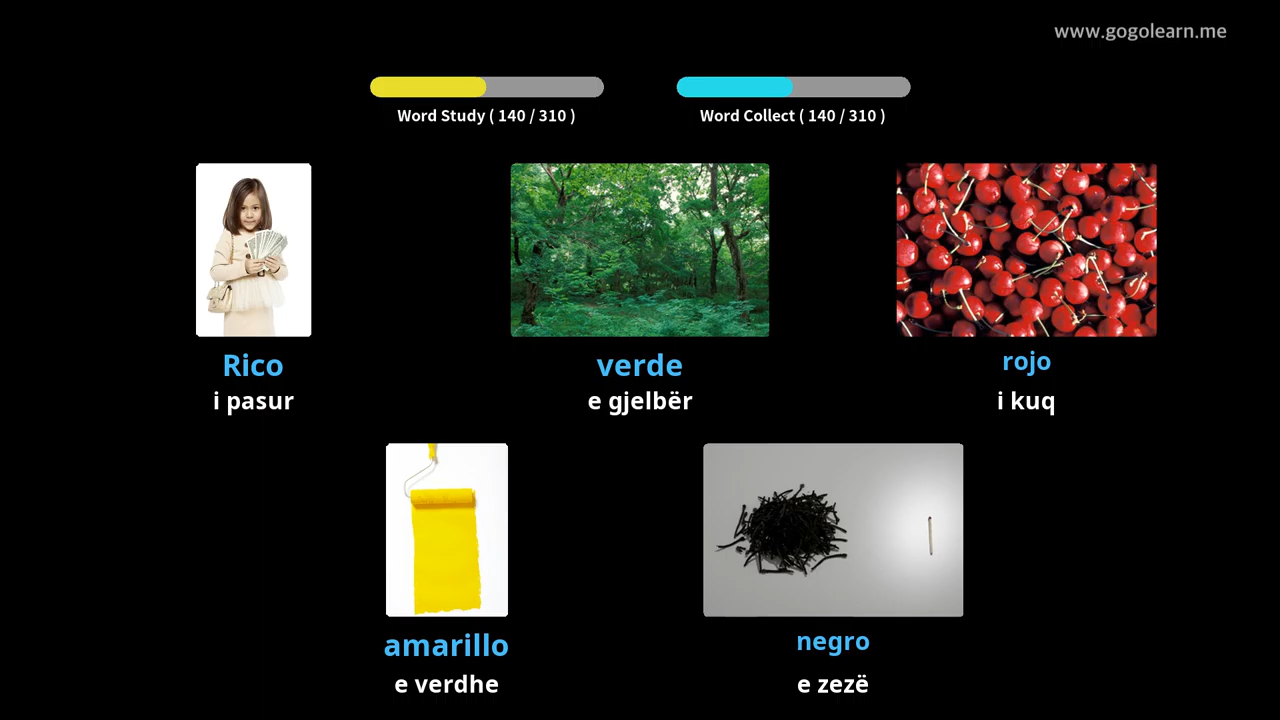 www.gogolearn.me
Word Study ( 140 / 310 )
Word Collect ( 140 / 310 )
Rico
i pasur
verde
e gjelbër
rojo
i kuq
amarillo
e verdhe
negro
e zezë